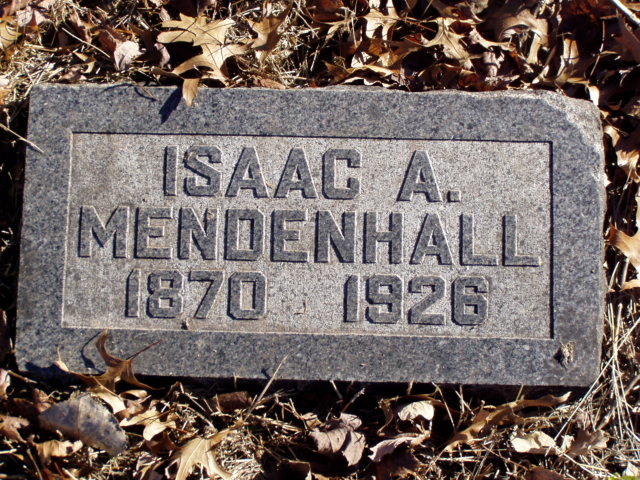 ISAAC A.
MENDENHALL
1870 1926